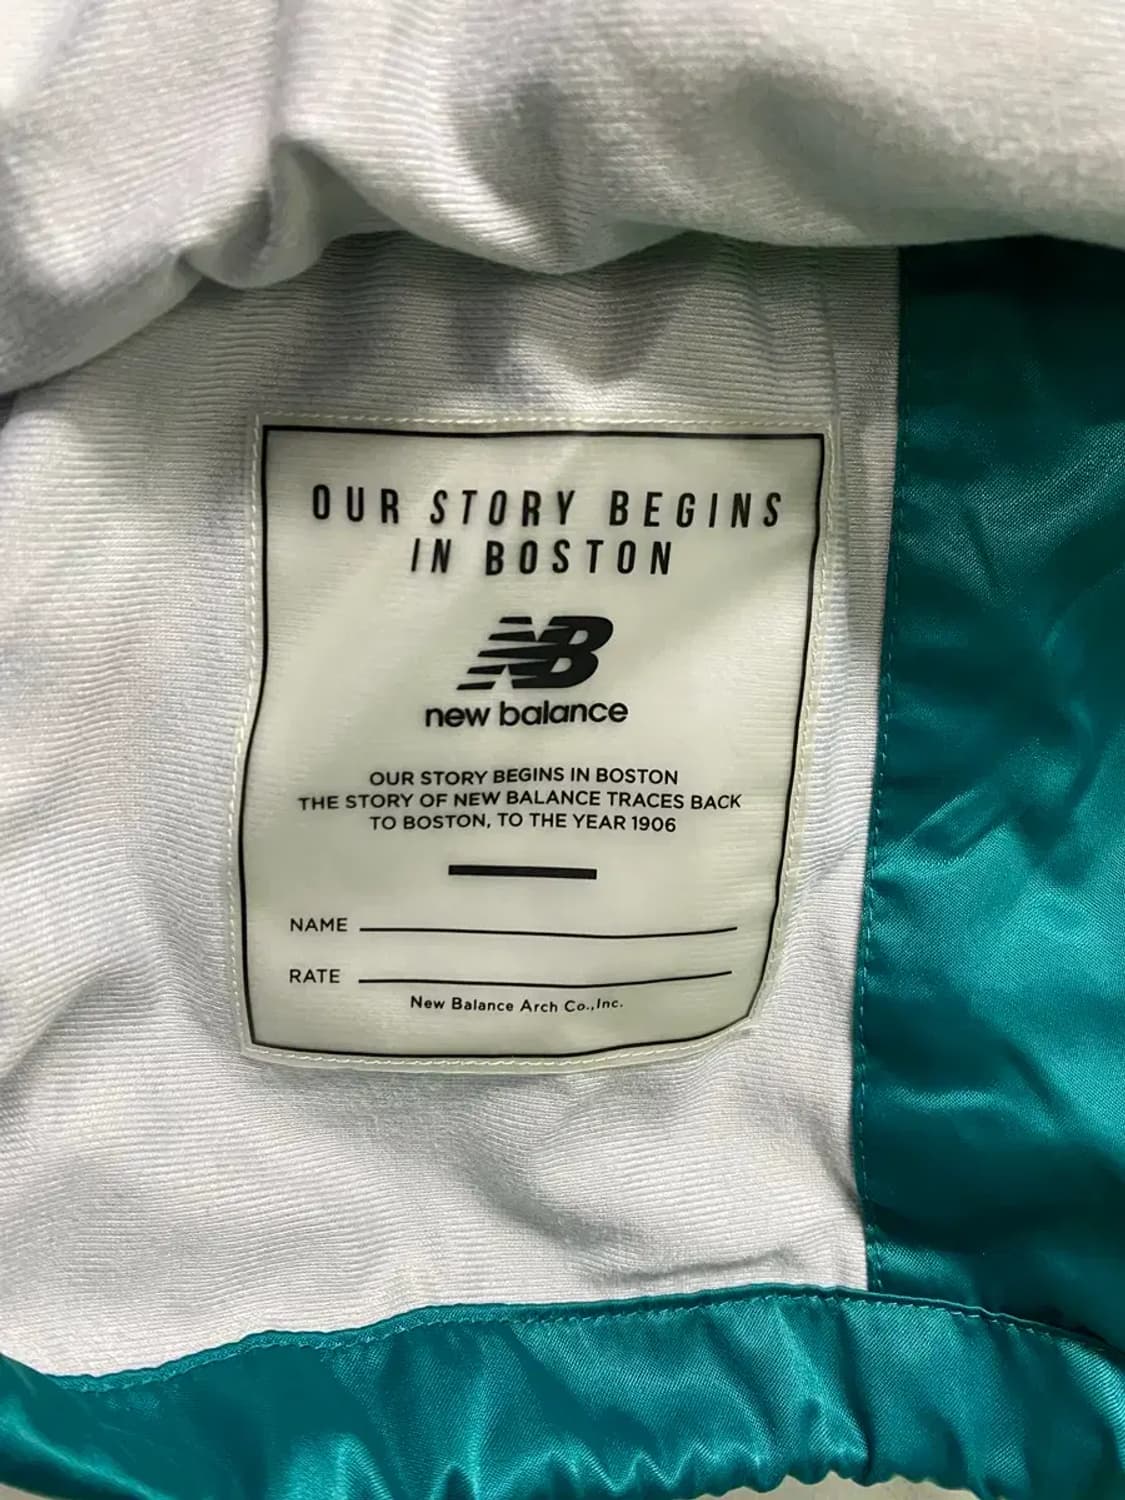 OUR STORY BEGINS
IN BOSTON
NB
new balance
OUR STORY BEGINS IN BOSTON
THE STORY OF NEW BALANCE TRACES BACK
TO BOSTON, TO THE YEAR 1906
NAME
RATE
New Balance Arch Co.,Inc.